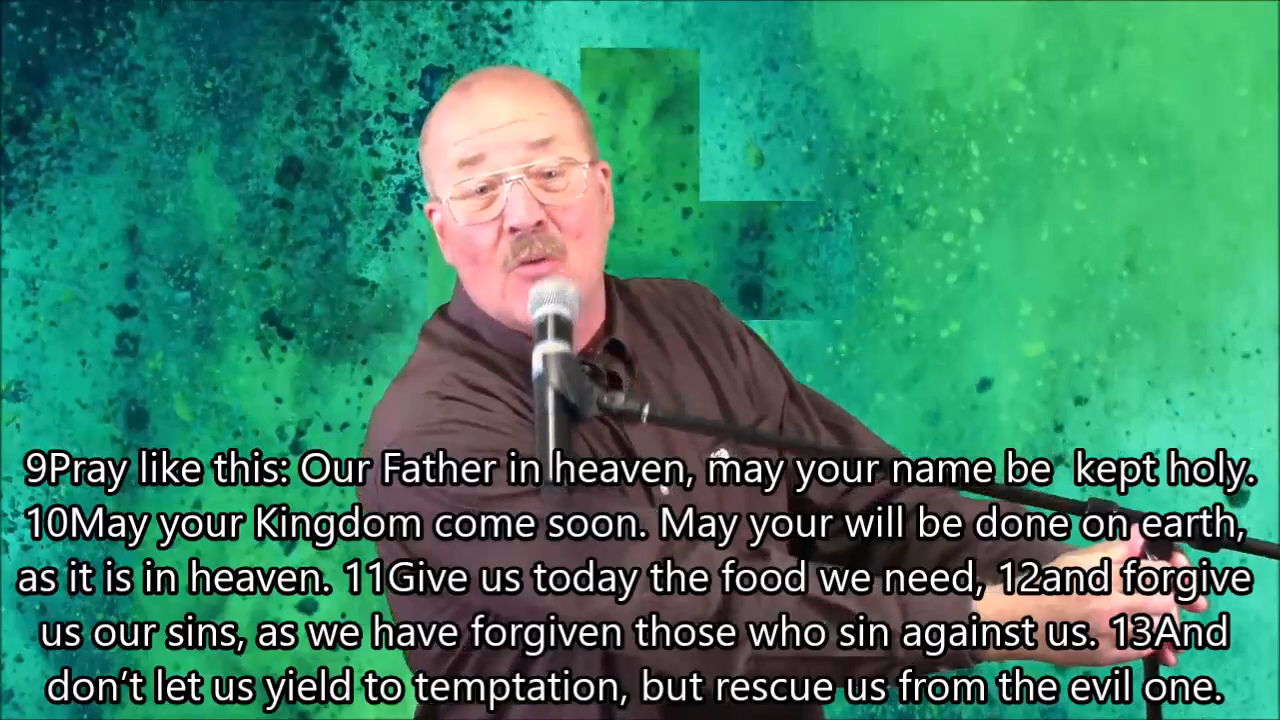 9Pray like this: Our Father in heaven, may your name be  kept holy.
10May your Kingdom come soon. May your will be done on earth,
as it is in heaven. 11Give us today the food we need, 12and forgive
us our sins, as we have forgiven those who sin against us. 13And
don’t let us yield to temptation, but rescue us from the evil one.